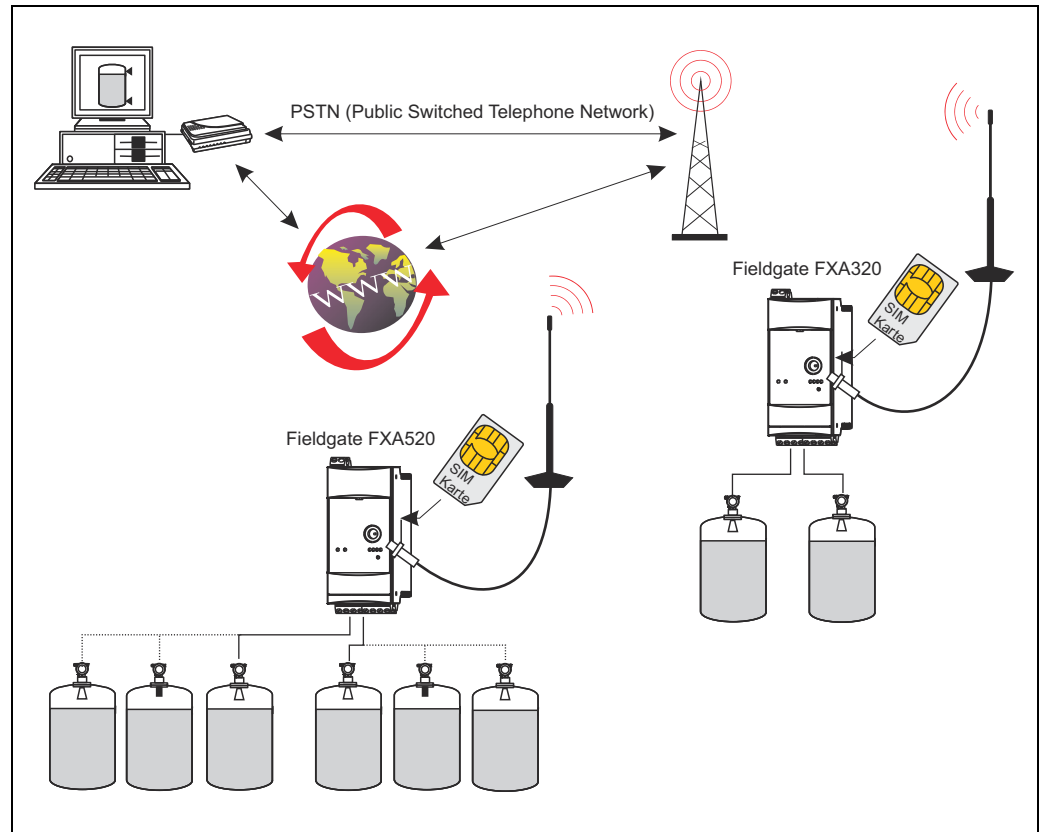 PSTN (Public Switched Telephone Network)
WWW
Fieldgate FXA320
SIM
Karte
Fieldgate FXA520
SIM
Karte